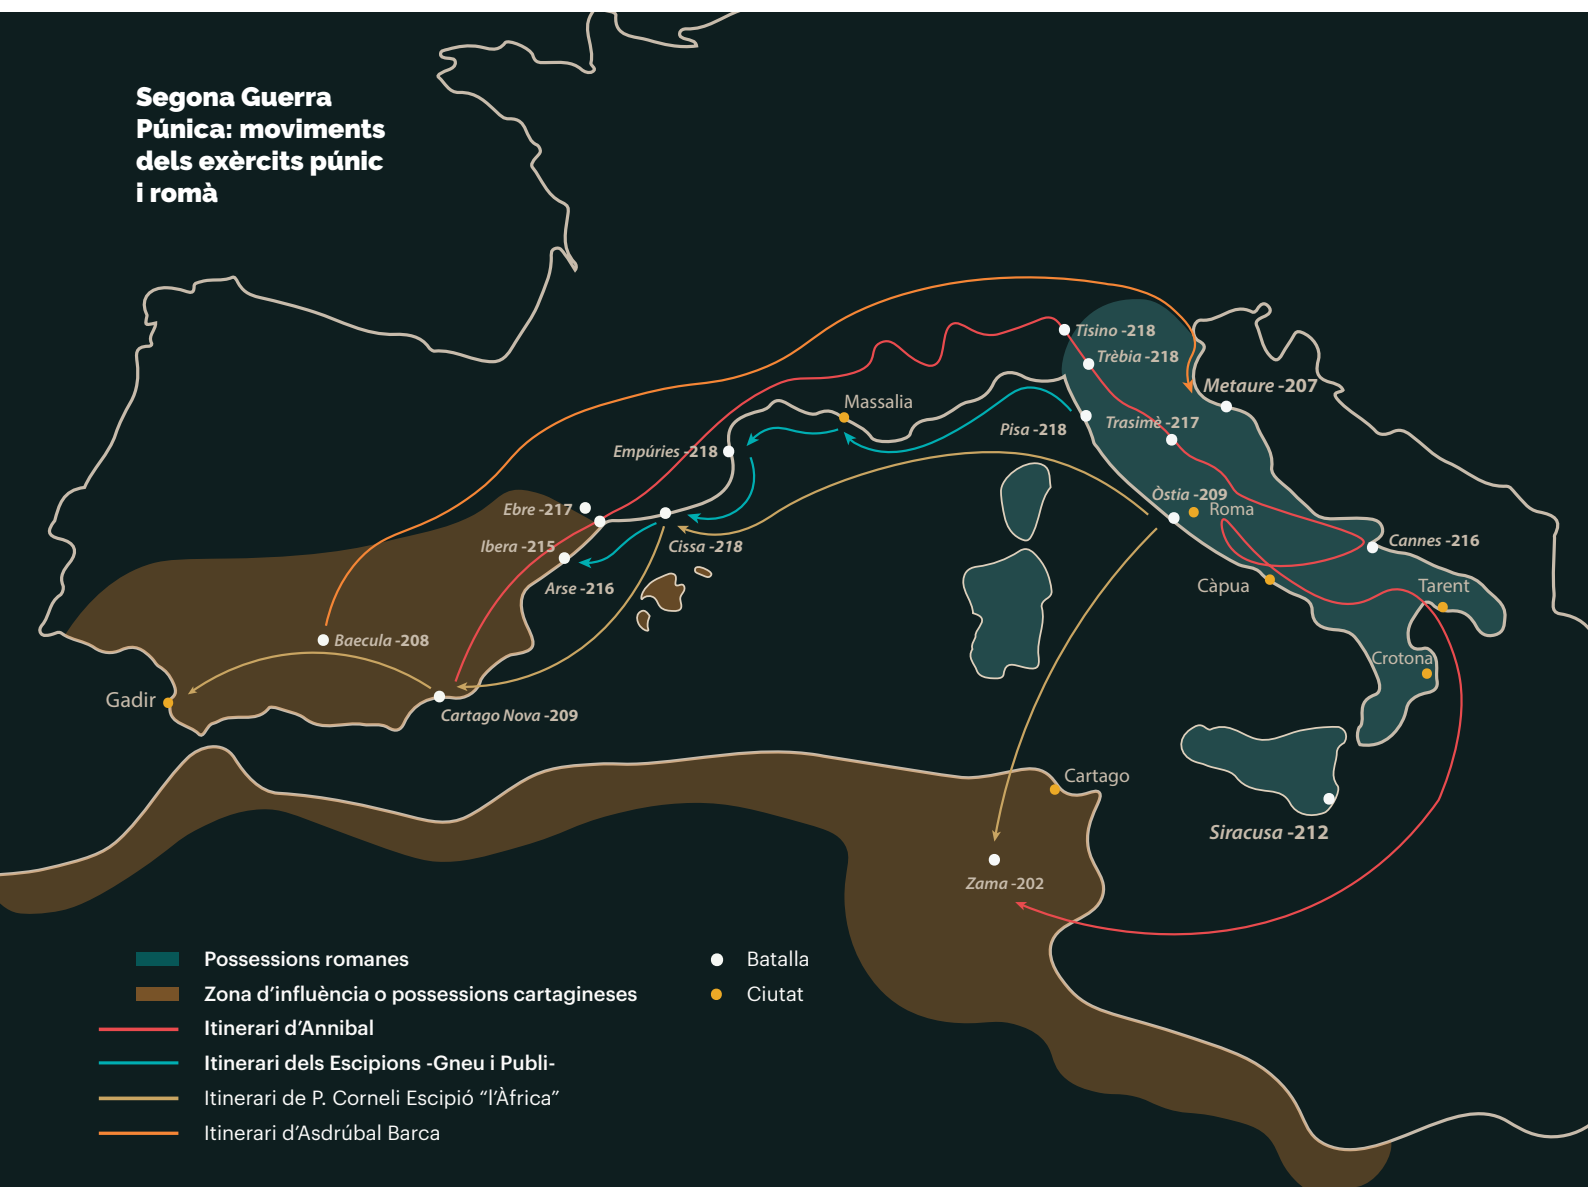 Segona Guerra
Púnica: moviments
dels exèrcits púnic
i romà
Tisino -218
Trèbia -218
Metaure -207
Massalia
Trasimè -217
Pisa -218
Empúries -218
Òstia -209
Roma
Ebre -217
Ibera -215
Cissa -218
Cannes -216
Arse -216
Càpua
Tarent
Baecula -208
Crotona
Gadir
Cartago Nova -209
Cartago
Siracusa -212
Zama -202
Possessions romanes
Zona d’influència o possessions cartagineses
Itinerari d’Annibal
Itinerari dels Escipions -Gneu i Publi-
Itinerari de P. Corneli Escipió “l’Àfrica”
Itinerari d’Asdrúbal Barca
Batalla
Ciutat